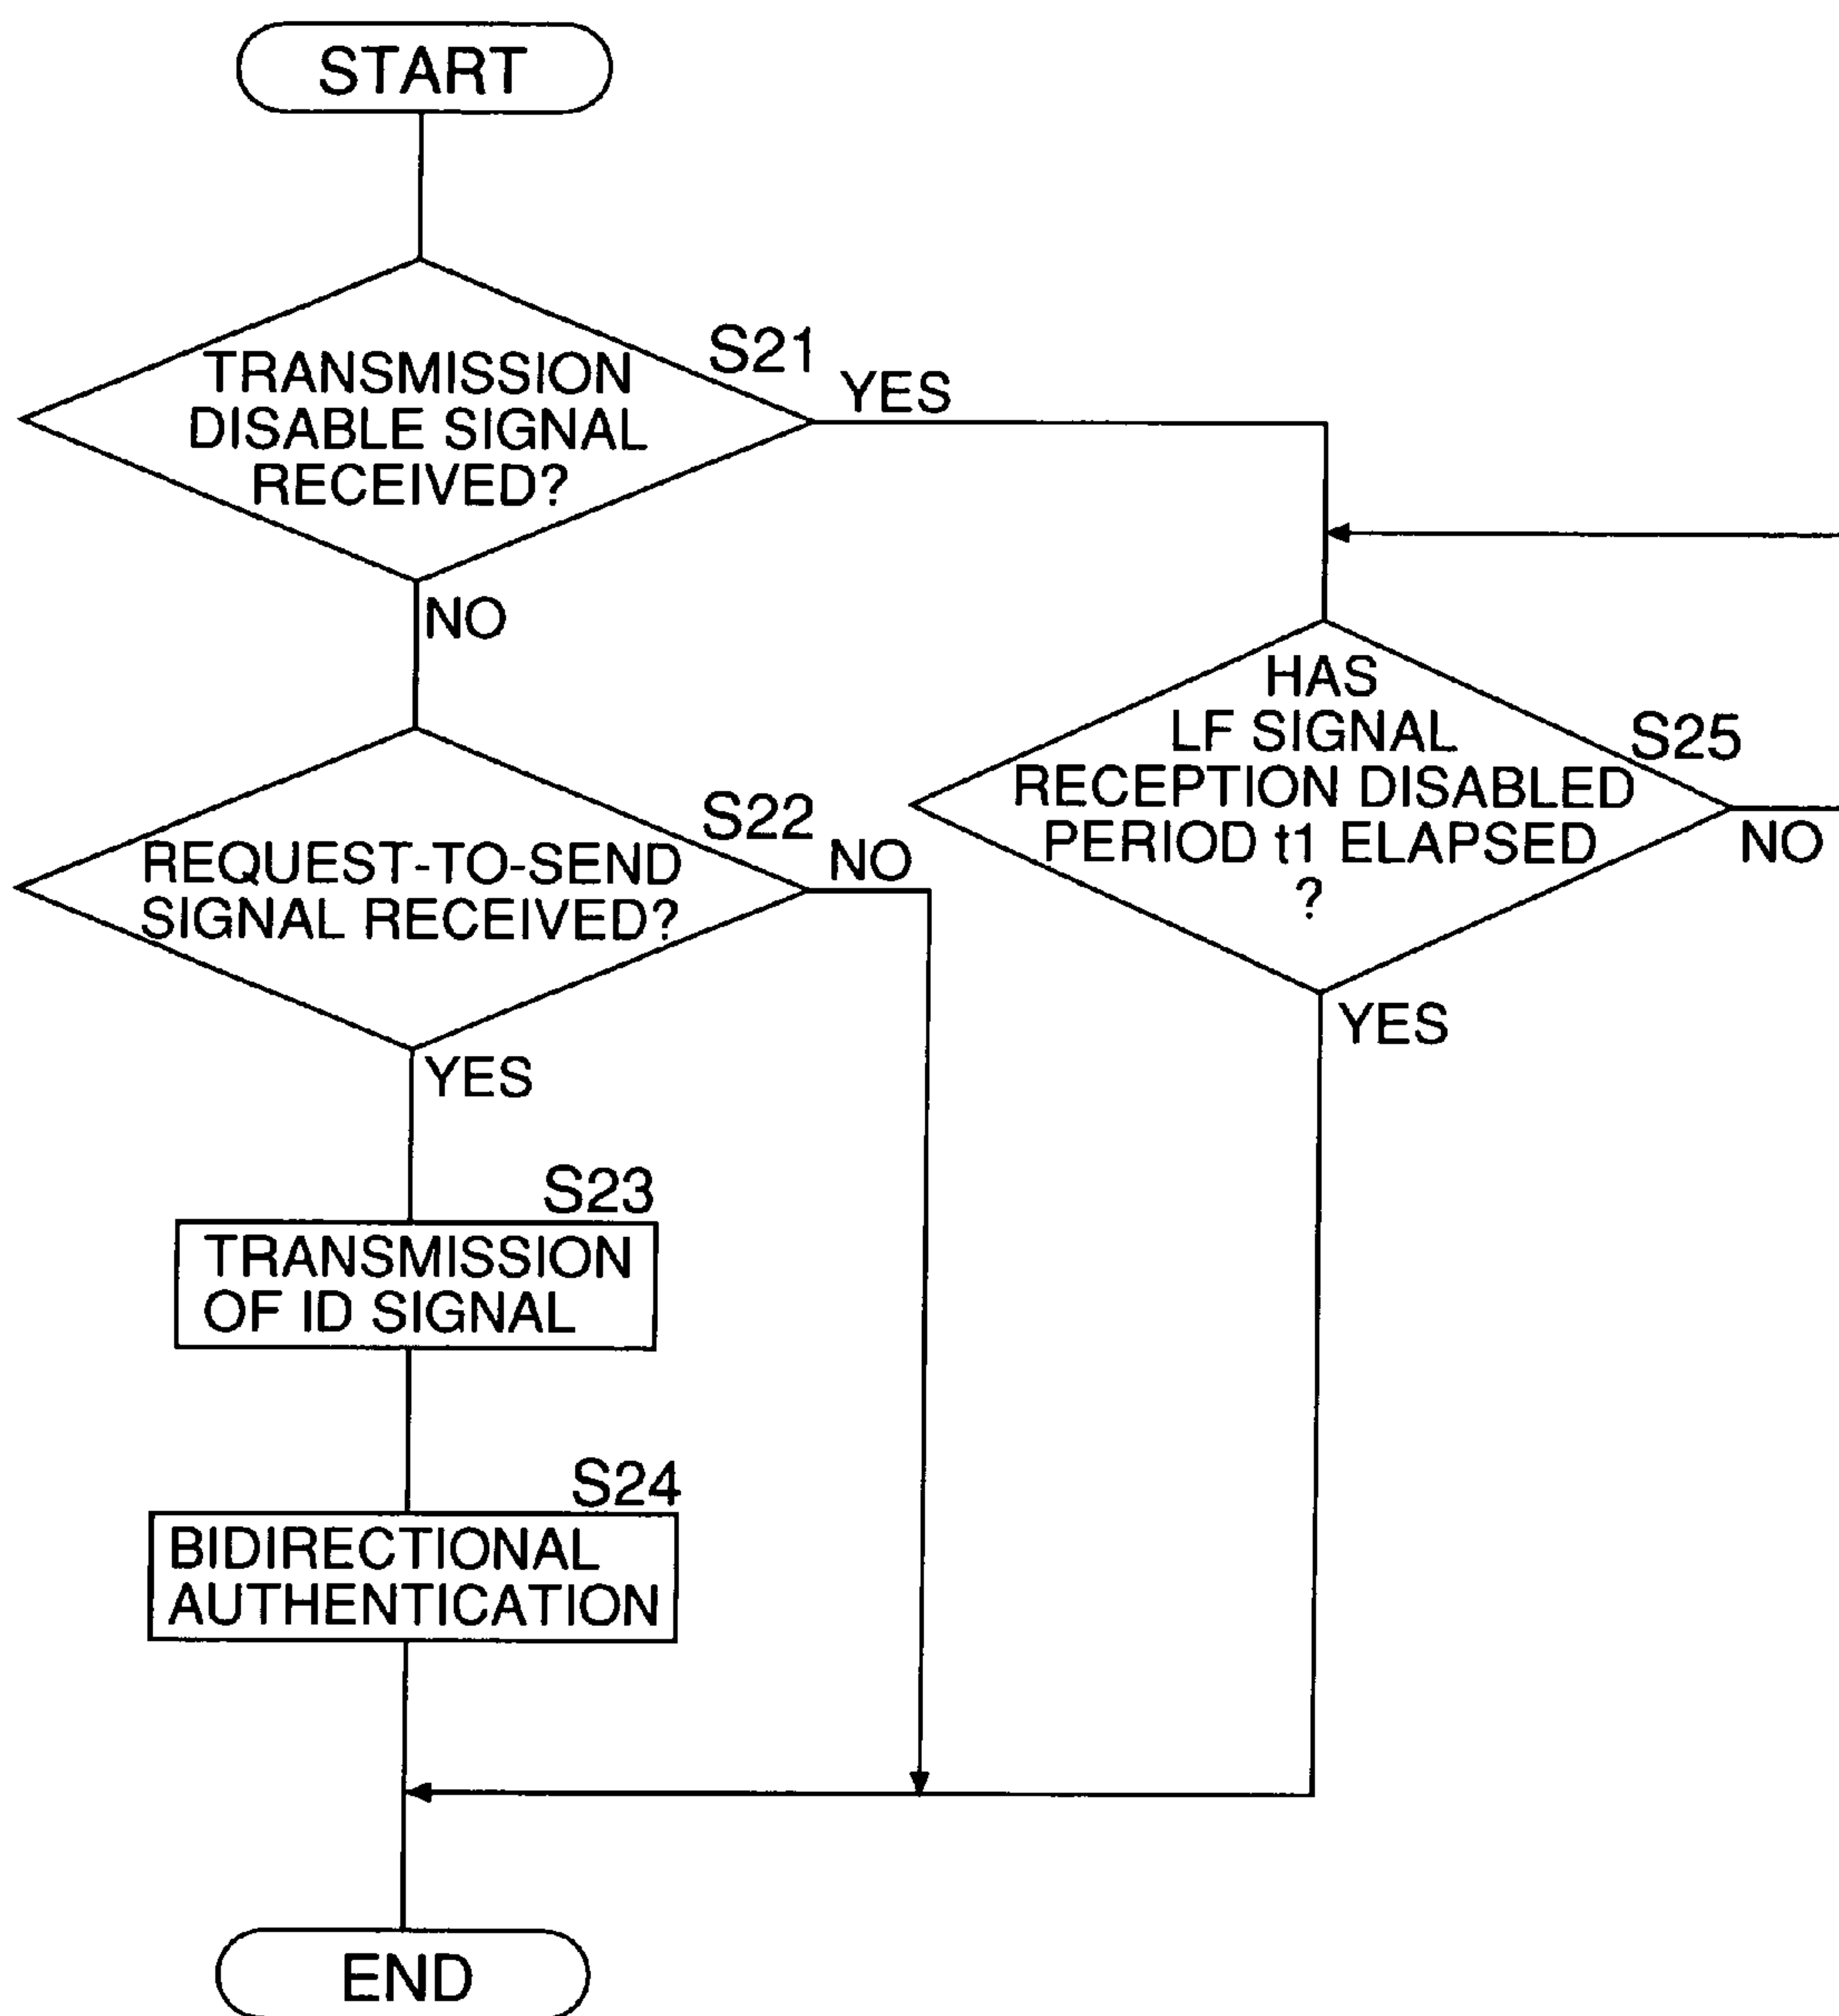 START
TRANSMISSION
DISABLE SIGNAL
RECEIVED?
S21
YES
NO
REQUEST-TO-SEND
SIGNAL RECEIVED?
S22
NO
YES
HAS
LF SIGNAL
RECEPTION DISABLED
PERIOD t1 ELAPSED
?
S25
NO
YES
S23
TRANSMISSION
OF ID SIGNAL
S24
BIDIRECTIONAL
AUTHENTICATION
END